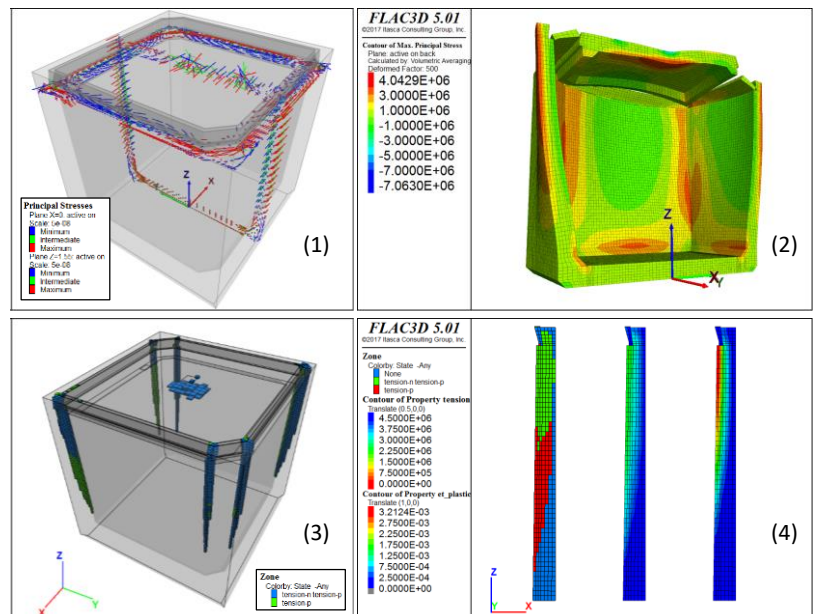 Principal Stresses
Plane X=0: active on
Scale: 5e-08
Minimum
Intermediate
Maximum
Plane Z=1.55: active on
Scale: 5e-08
Minimum
Intermediate
Maximum
Z
X
(1)
FLAC3D 5.01
©2017 Itasca Consulting Group, Inc.
Contour of Max. Principal Stress
Plane: active on back
Calculated by: Volumetric Averaging
Deformed Factor: 500
4.0429E+06
3.0000E+06
1.0000E+06
-1.0000E+06
-3.0000E+06
-5.0000E+06
-7.0000E+06
-7.0630E+06
Z
X
Y
(2)
Z
Y
X
Zone
Colorby: State -Any
tension-n tension-p
tension-p
(3)
FLAC3D 5.01
©2017 Itasca Consulting Group, Inc.
Zone
Colorby: State -Any
None
tension-n tension-p
tension-p
Contour of Property tension
Translate (0.5,0,0)
4.5000E+06
3.7500E+06
3.0000E+06
2.2500E+06
1.5000E+06
7.5000E+05
0.0000E+00
Contour of Property et_plastic
Translate (1,0,0)
3.2124E-03
2.7500E-03
2.2500E-03
1.7500E-03
1.2500E-03
7.5000E-04
2.5000E-04
0.0000E+00
Z
X
(4)